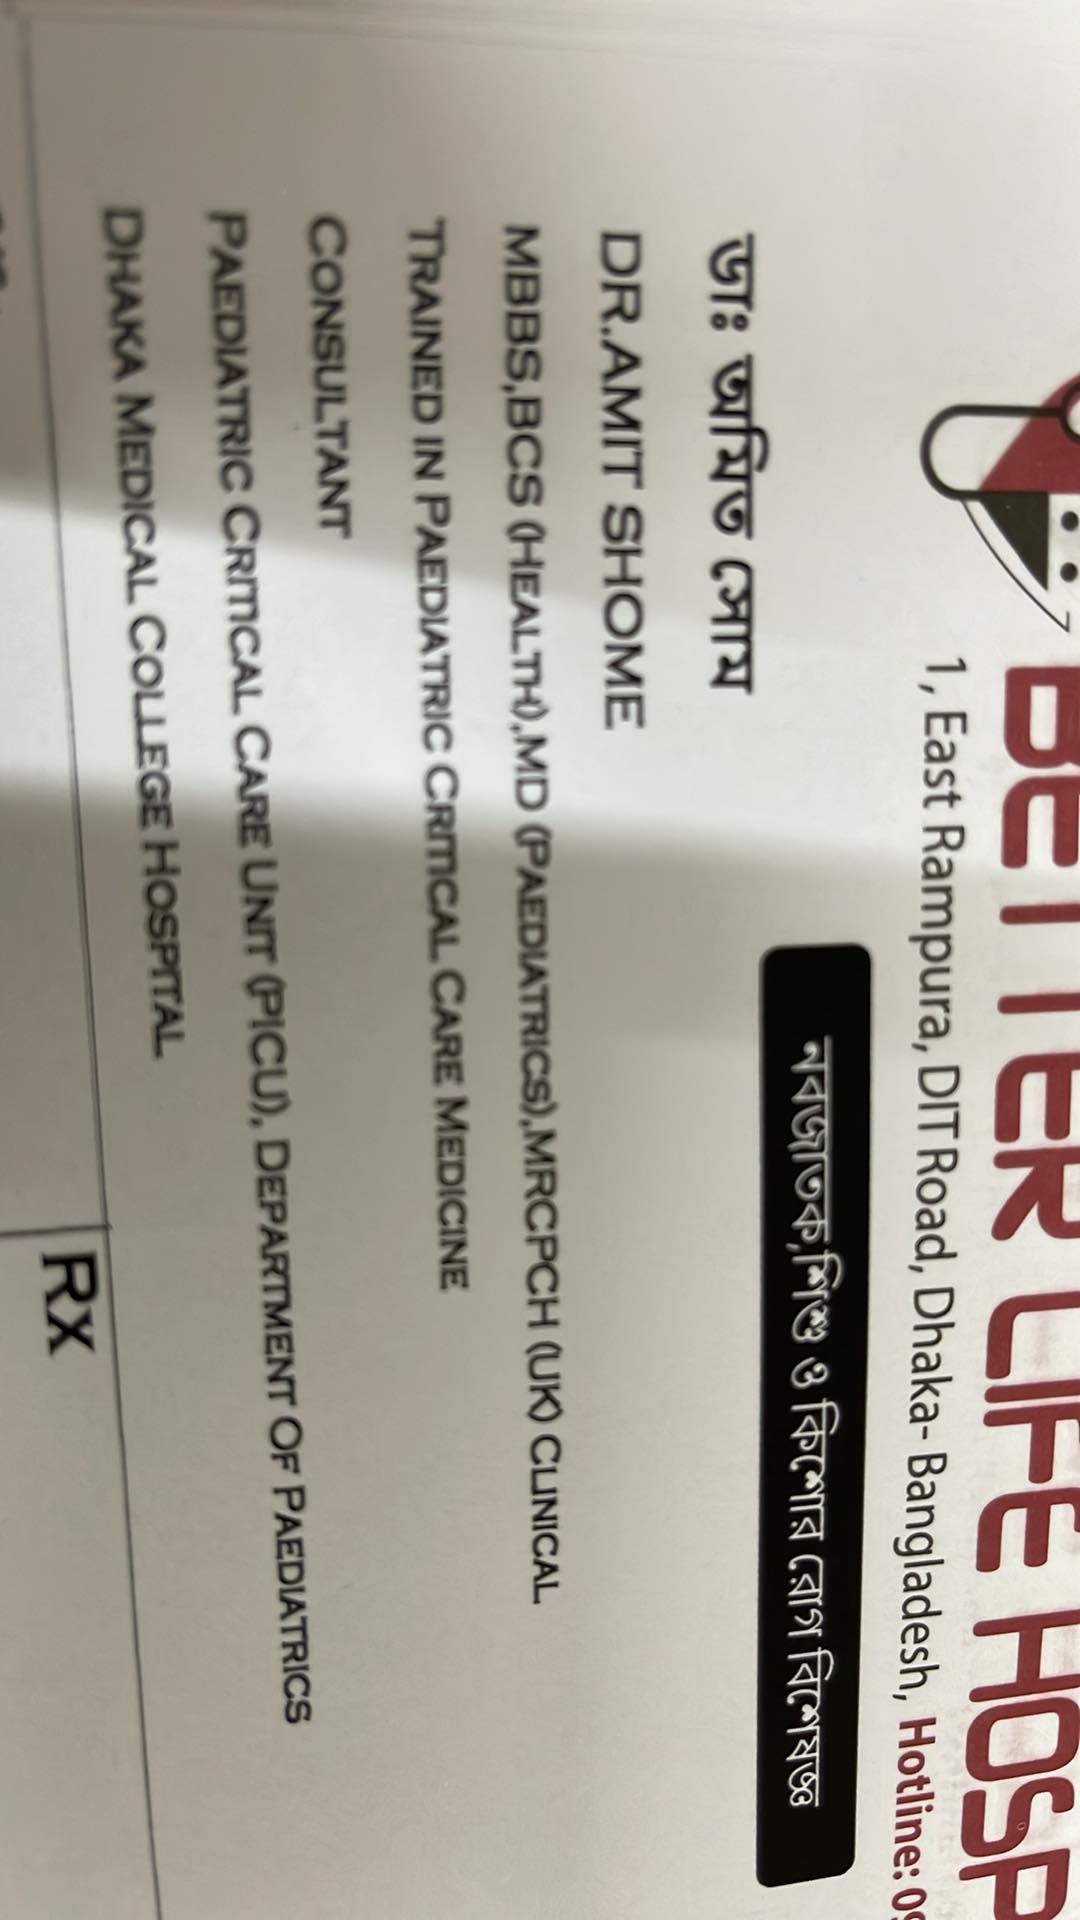 BETTER LIFE HOSP
1, East Rampura, DIT Road, Dhaka- Bangladesh, Hotline: 09
নবজাতক,শিশু ও কিশোর রোগ বিশেষজ্ঞ
ডাঃ অমিত সোম
DR.AMIT SHOME
MBBS,BCS (HEALTH),MD (PAEDIATRICS),MRCPCH (UK) CLINICAL
TRAINED IN PAEDIATRIC CRITICAL CARE MEDICINE
CONSULTANT
PAEDIATRIC CRITICAL CARE UNIT (PICU), DEPARTMENT OF PAEDIATRICS
DHAKA MEDICAL COLLEGE HOSPITAL
Rx